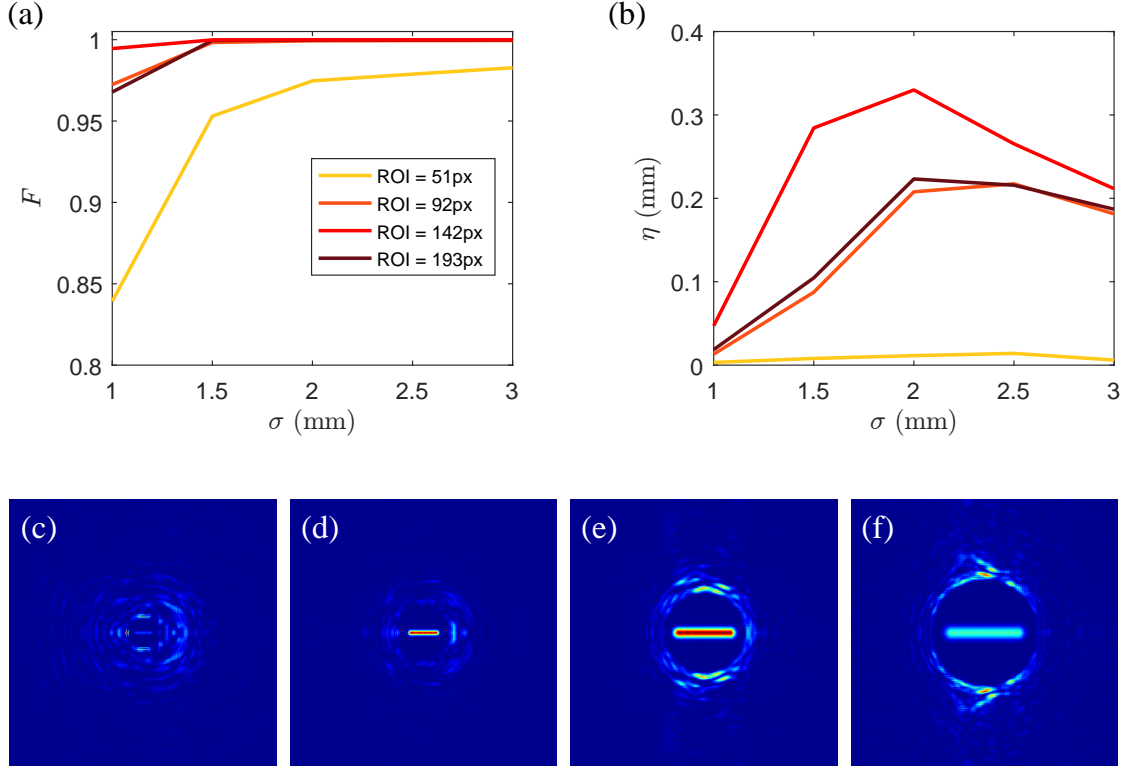 (a)
1
0.95
0.9
0.85
0.8
F
1
1.5
2
2.5
3
σ (mm)
ROI = 51px
ROI = 92px
ROI = 142px
ROI = 193px
(b)
0.4
0.3
0.2
0.1
0
η (mm)
1
1.5
2
2.5
3
σ (mm)
(c)
(d)
(e)
(f)